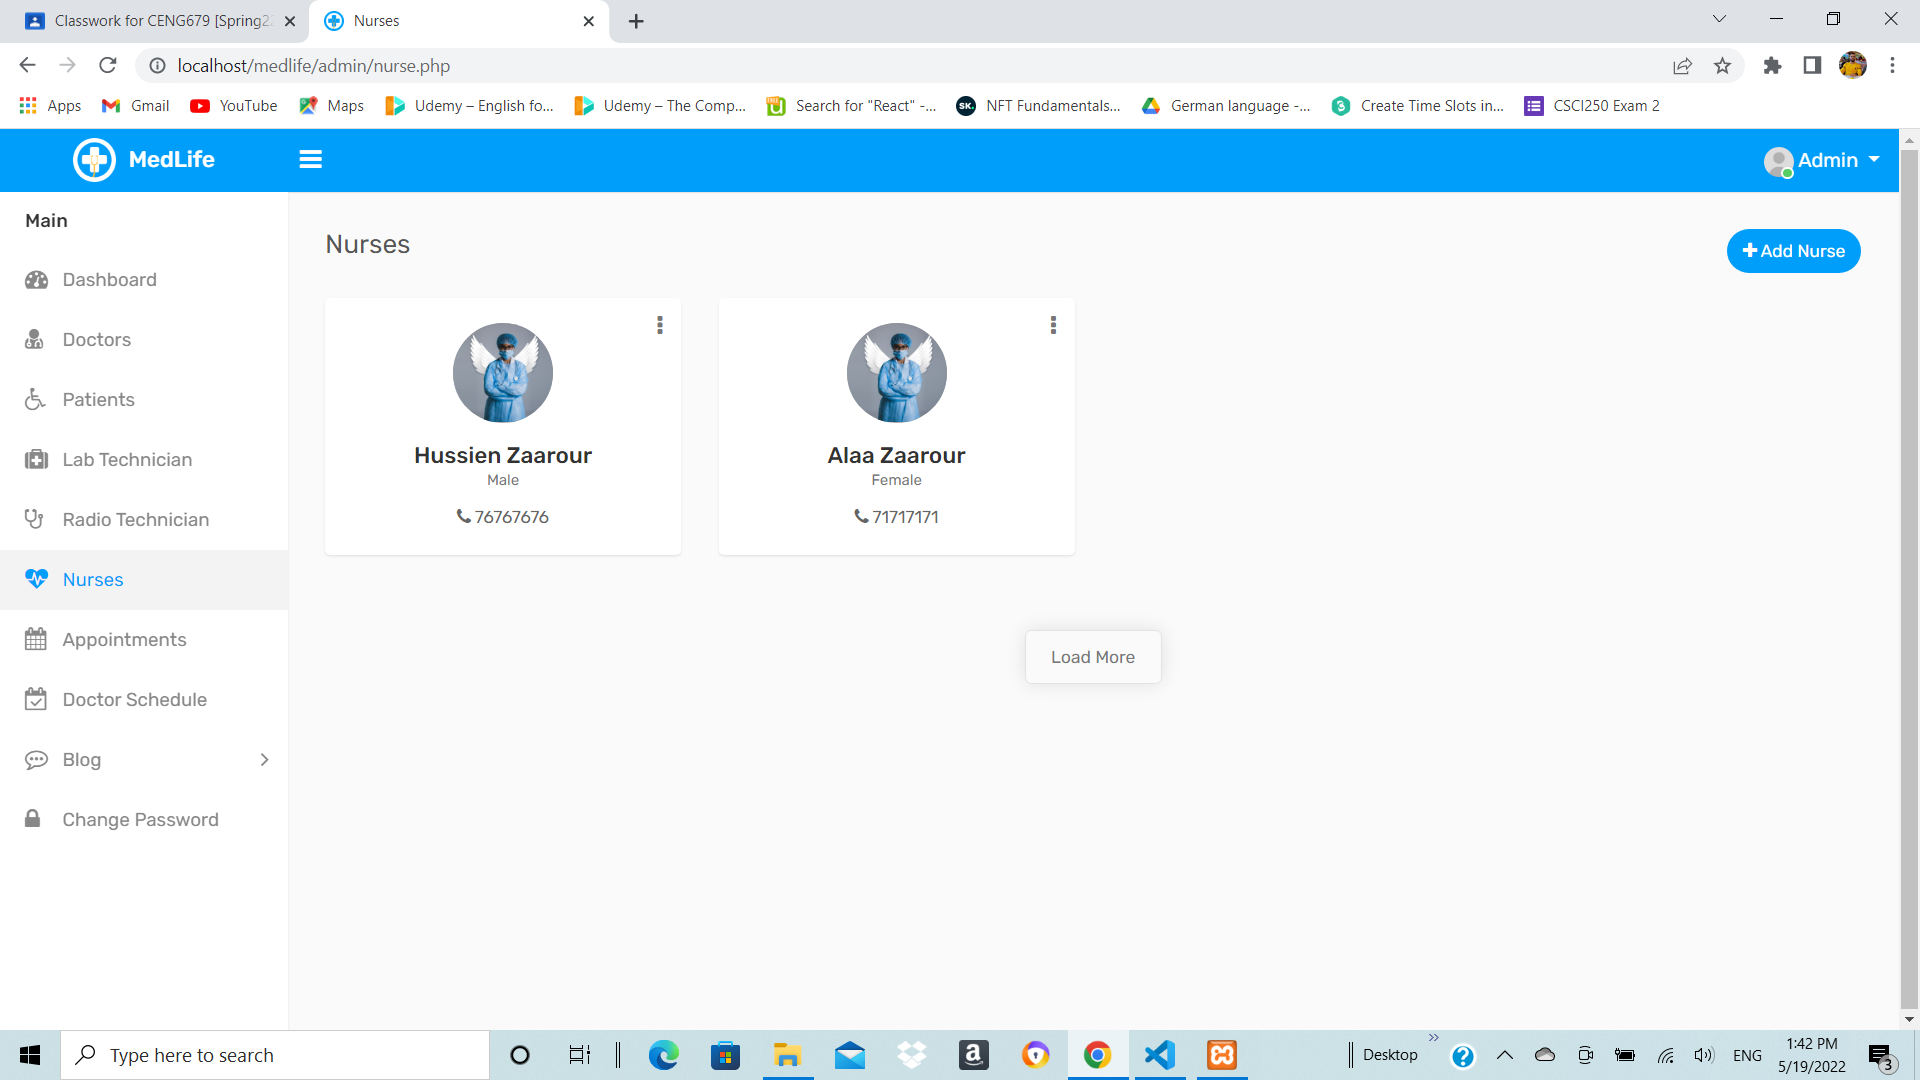 Classwork for CENG679 [Spring22
Nurses
localhost/medlife/admin/nurse.php
Apps
Gmail
YouTube
Maps
Udemy – English fo...
Udemy – The Comp...
Search for "React" -...
SK.
NFT Fundamentals...
German language -...
Create Time Slots in...
CSCI250 Exam 2
MedLife
Admin
Main
Dashboard
Doctors
Patients
Lab Technician
Radio Technician
Nurses
Appointments
Doctor Schedule
Blog
Change Password
Nurses
Add Nurse
Hussien Zaarour
Male
76767676
Alaa Zaarour
Female
71717171
Load More
Type here to search
Desktop
ENG
1:42 PM
5/19/2022
3